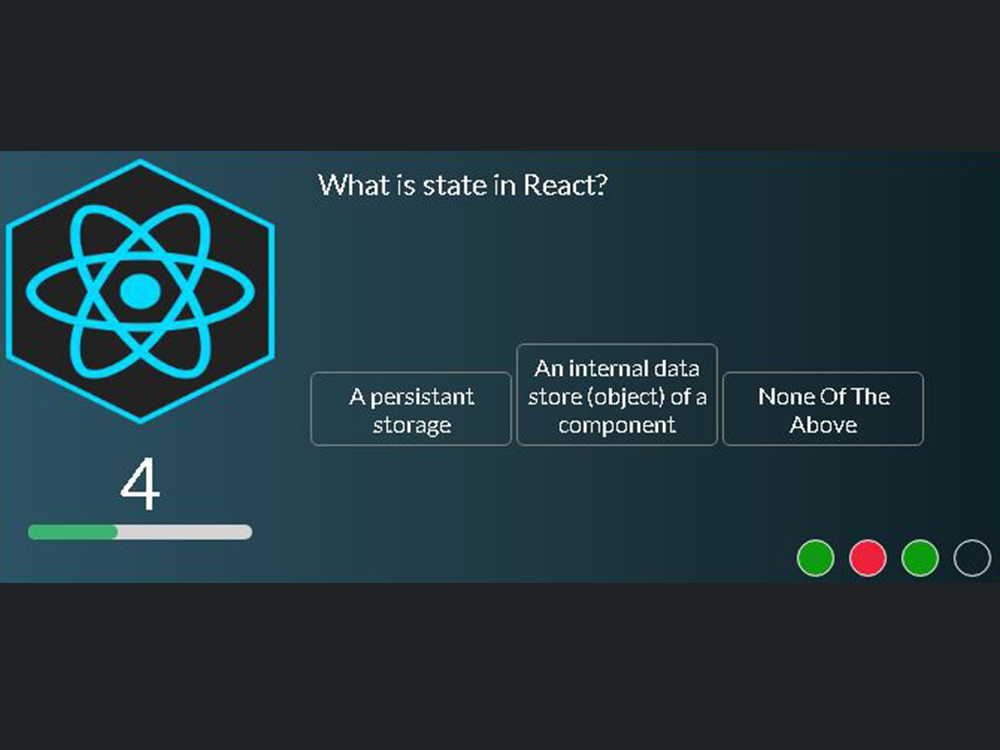 What is state in React?
A persistant
storage
An internal data
store (object) of a
component
None Of The
Above
4